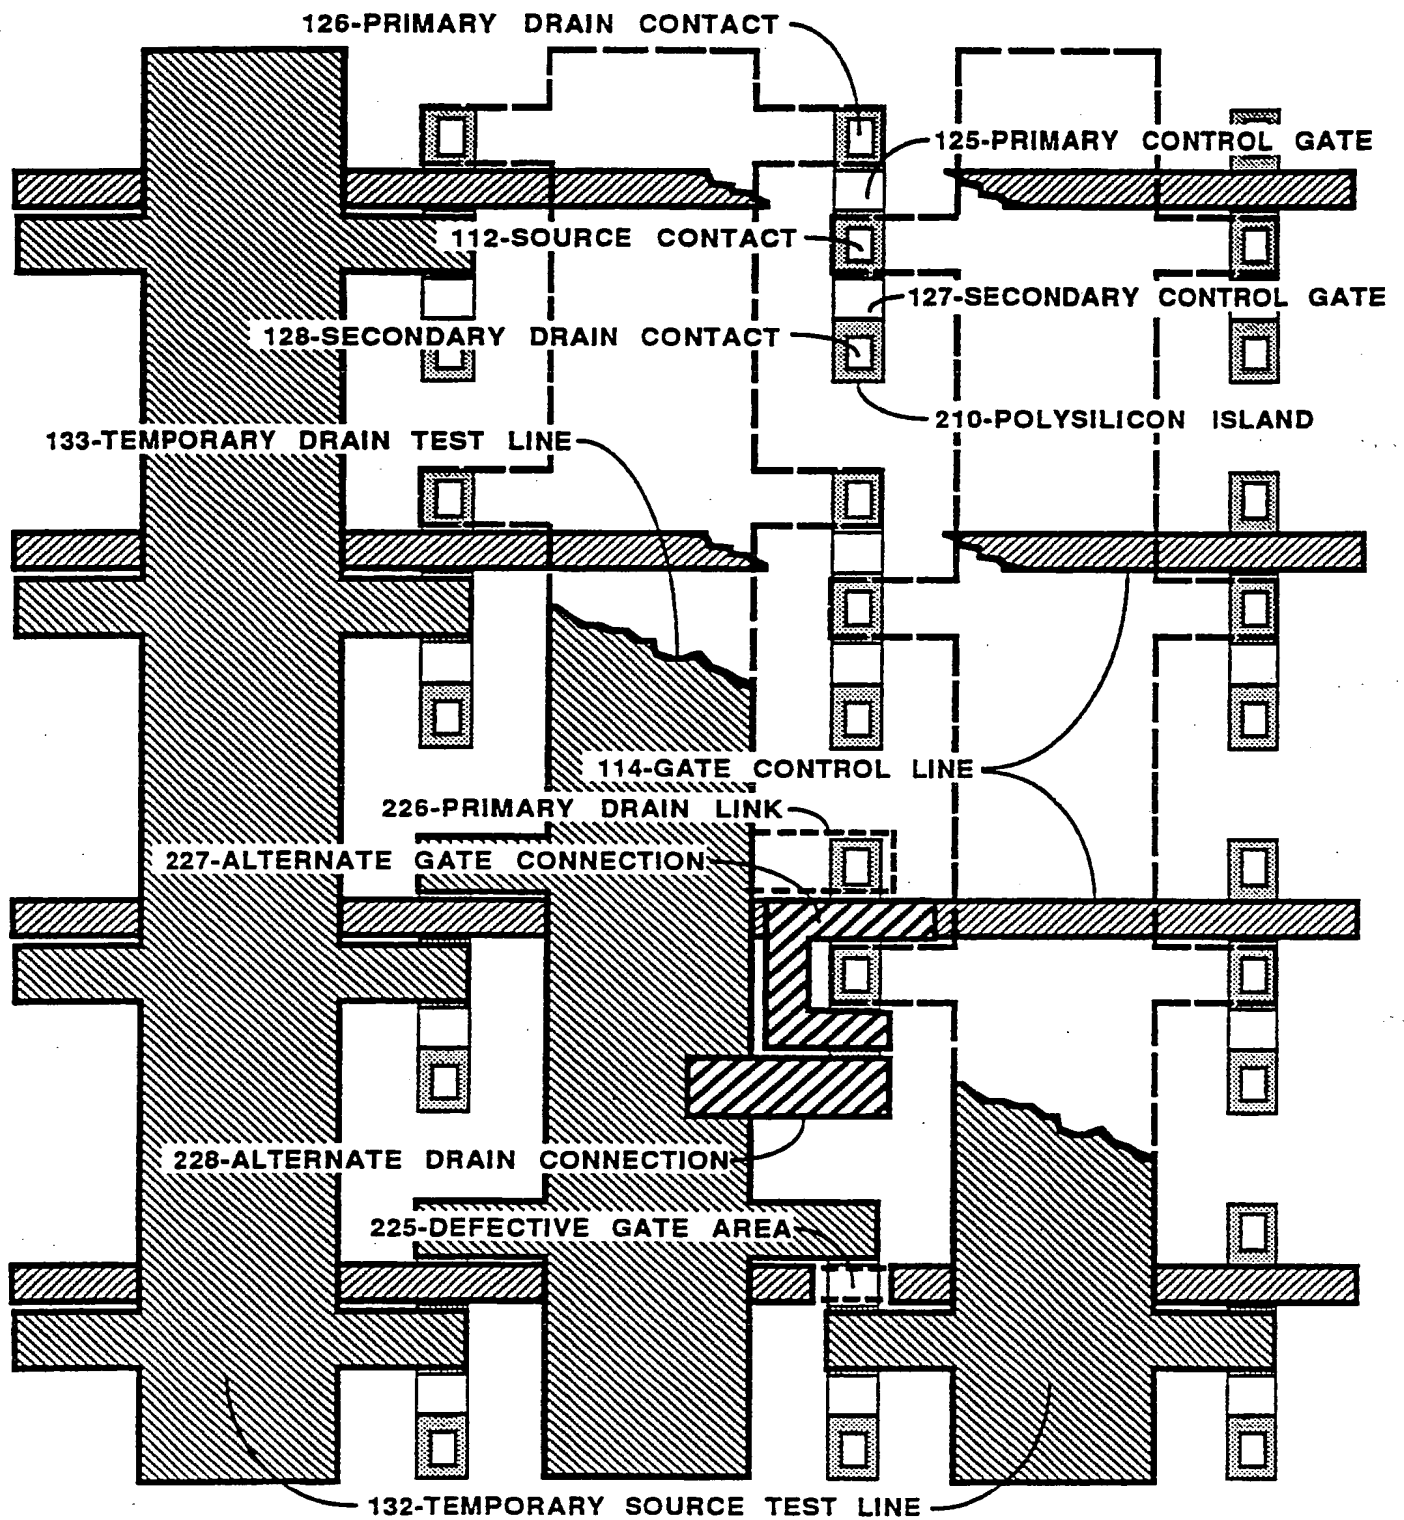 126-PRIMARY DRAIN CONTACT
125-PRIMARY CONTROL GATE
112-SOURCE CONTACT
127-SECONDARY CONTROL GATE
128-SECONDARY DRAIN CONTACT
210-POLYSILICON ISLAND
133-TEMPORARY DRAIN TEST LINE
114-GATE CONTROL LINE
226-PRIMARY DRAIN LINK
227-ALTERNATE GATE CONNECTION
228-ALTERNATE DRAIN CONNECTION
225-DEFECTIVE GATE AREA
132-TEMPORARY SOURCE TEST LINE